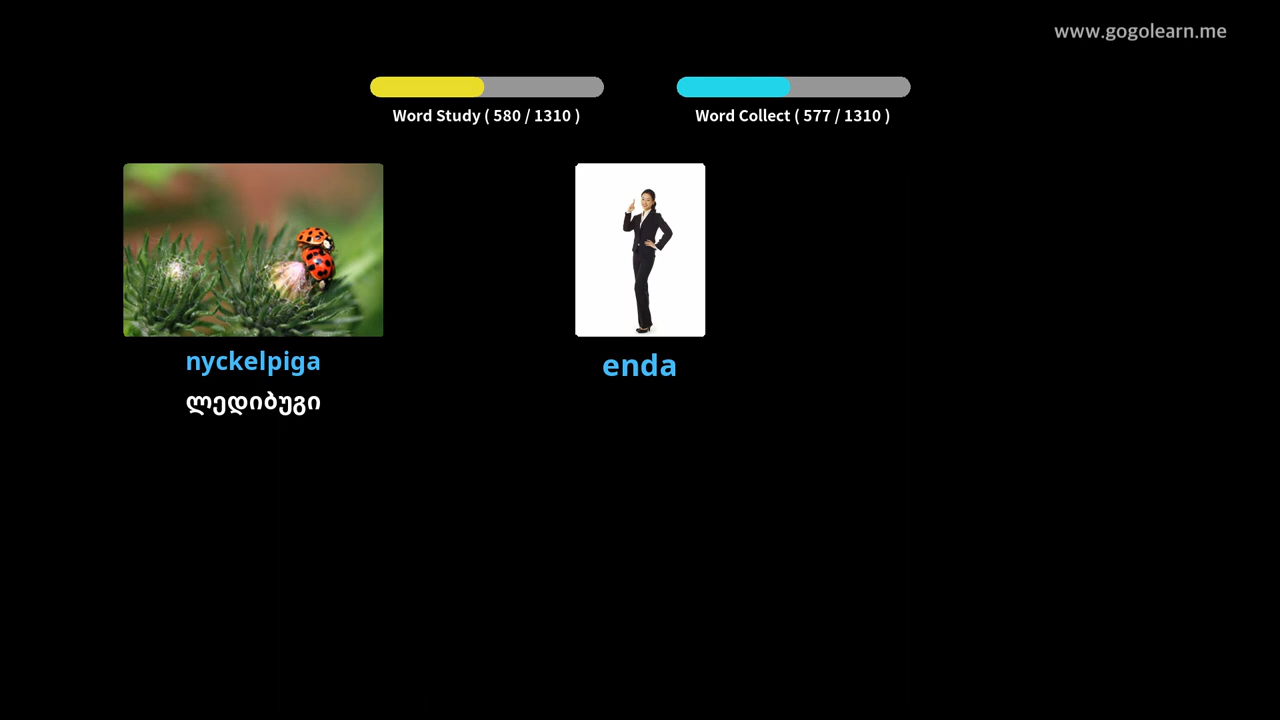 www.gogolearn.me
Word Study ( 580 / 1310 )
Word Collect ( 577 / 1310 )
nyckelpiga
ლედიბუგი
enda